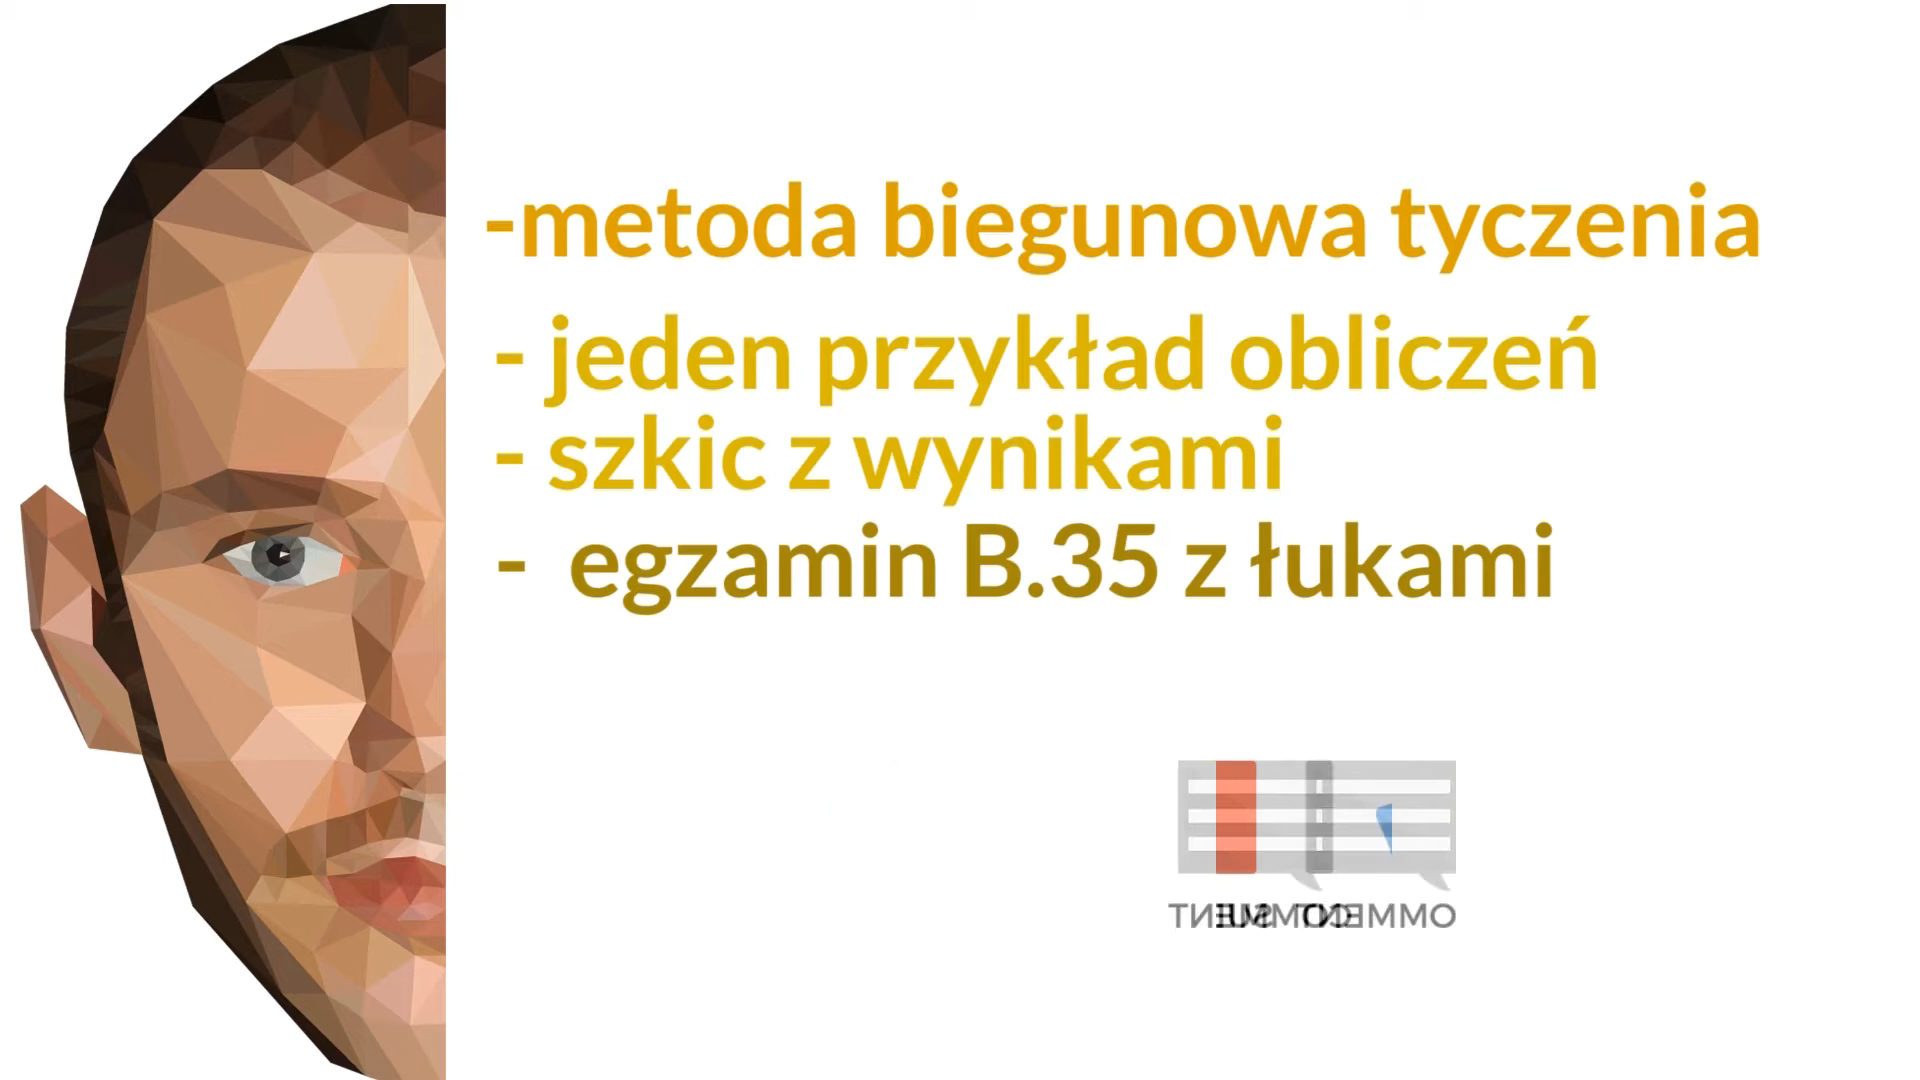 -metoda biegunowa tyczenia
- jeden przykład obliczeń
- szkic z wynikami
- egzamin B.35 z łukami